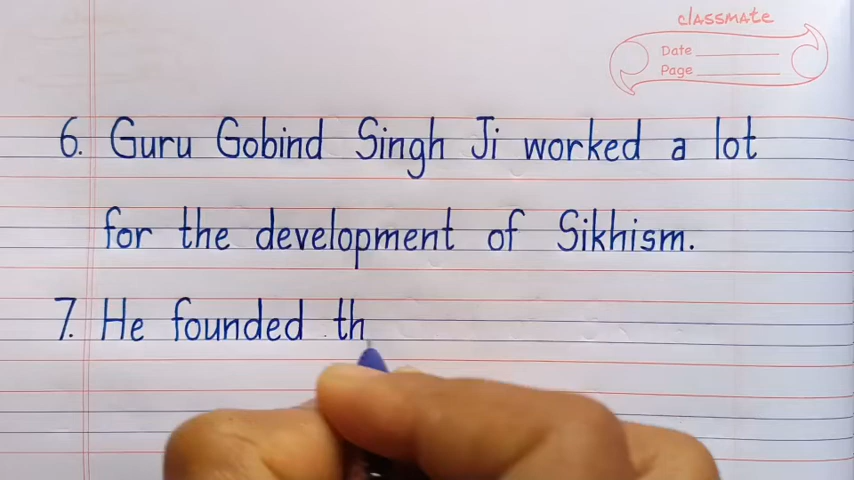 classmate
Date
Page
6. Guru Gobind Singh Ji worked a lot
for the development of Sikhism.
7. He founded th